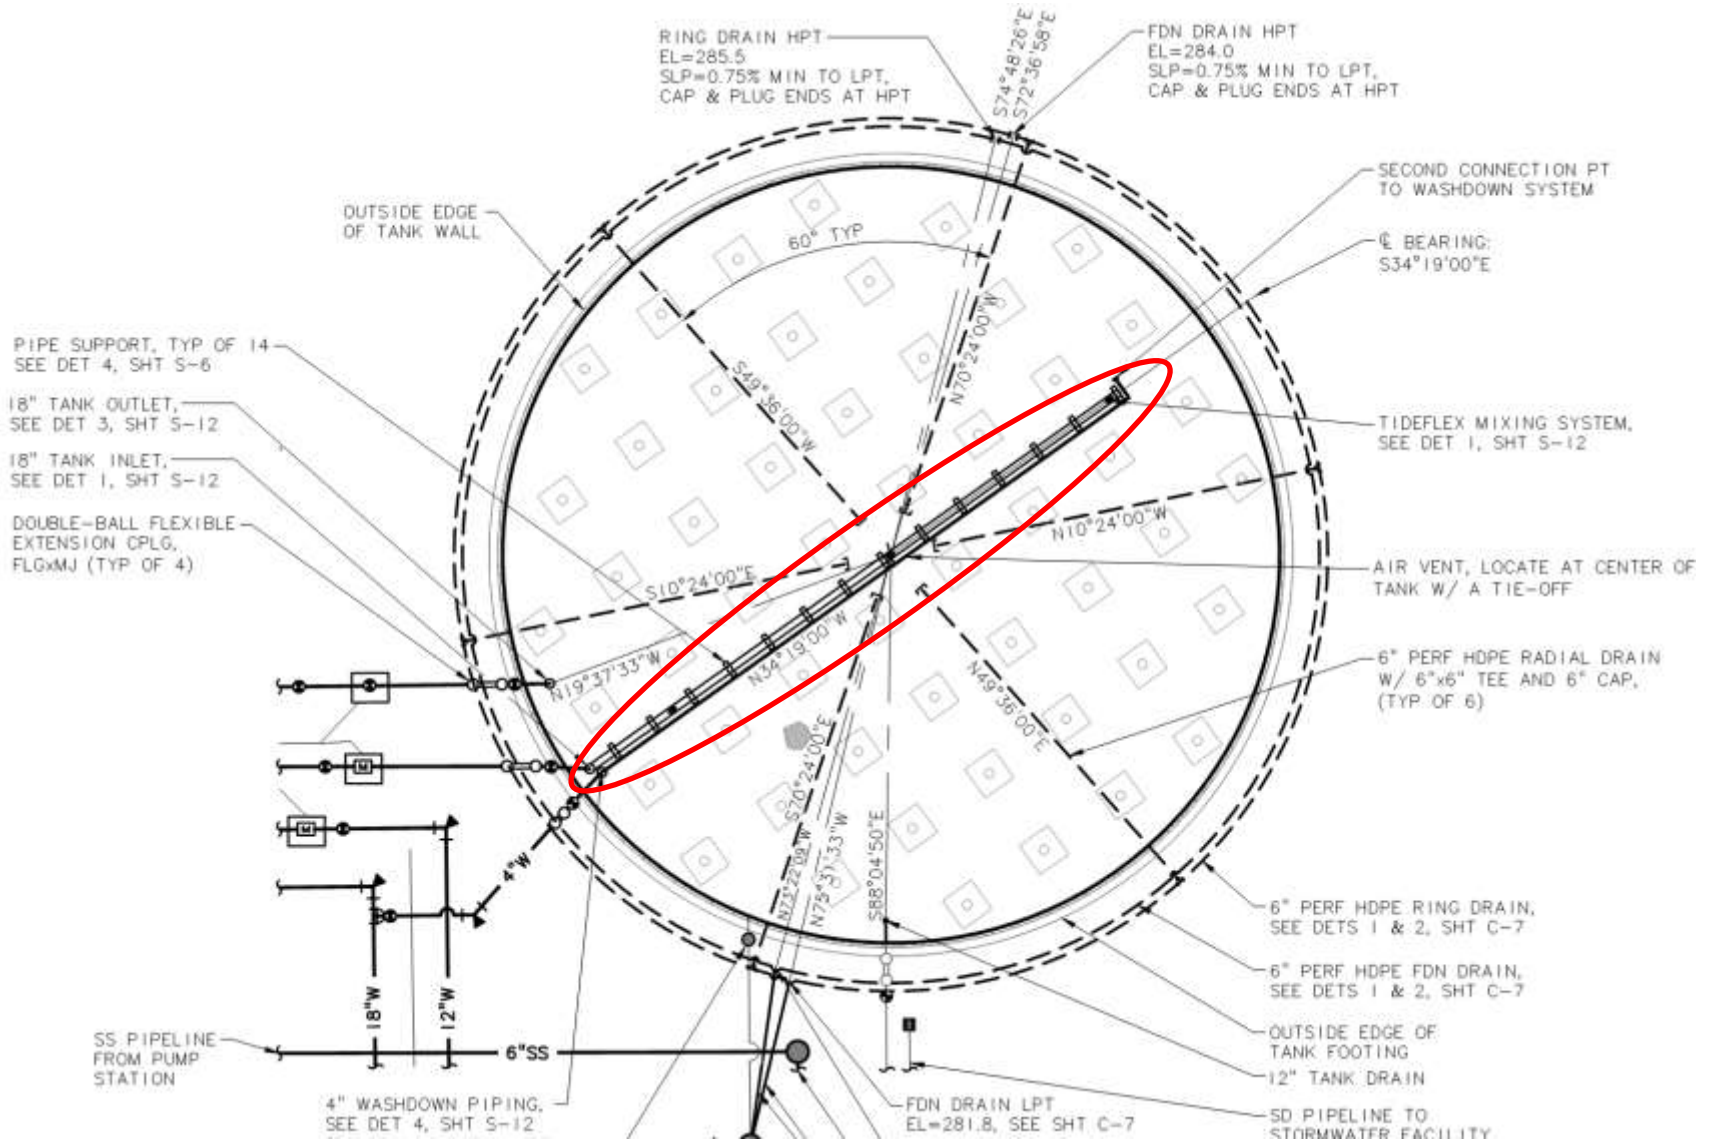 RING DRAIN HPT
EL=285.5
SLP=0.75% MIN TO LPT,
CAP & PLUG ENDS AT HPT
S74°48'26"E
S72°36'58"E
FDN DRAIN HPT
EL=284.0
SLP=0.75% MIN TO LPT,
CAP & PLUG ENDS AT HPT
SECOND CONNECTION PT
TO WASHDOWN SYSTEM
OUTSIDE EDGE
OF TANK WALL
60° TYP
℄ BEARING:
S34°19'00"E
N70°24'00"W
S49°36'00"W
PIPE SUPPORT, TYP OF 14
SEE DET 4, SHT S-6
18" TANK OUTLET,
SEE DET 3, SHT S-12
18" TANK INLET,
SEE DET 1, SHT S-12
DOUBLE-BALL FLEXIBLE
EXTENSION CPLG,
FLGxMJ (TYP OF 4)
TIDEFLEX MIXING SYSTEM,
SEE DET 1, SHT S-12
N10°24'00"W
S10°24'00"E
AIR VENT, LOCATE AT CENTER OF
TANK W/ A TIE-OFF
N34°19'00"W
N19°37'33"W
N49°36'00"E
6" PERF HDPE RADIAL DRAIN
W/ 6"x6" TEE AND 6" CAP,
(TYP OF 6)
S70°24'00"E
N73°22'09"W
N75°37'33"W
S88°04'50"E
M
M
4"W
18"W
12"W
6" PERF HDPE RING DRAIN,
SEE DETS 1 & 2, SHT C-7
6" PERF HDPE FDN DRAIN,
SEE DETS 1 & 2, SHT C-7
OUTSIDE EDGE OF
TANK FOOTING
12" TANK DRAIN
SS PIPELINE
FROM PUMP
STATION
6"SS
4" WASHDOWN PIPING,
SEE DET 4, SHT S-12
FDN DRAIN LPT
EL=281.8, SEE SHT C-7
SD PIPELINE TO
STORMWATER FACILITY